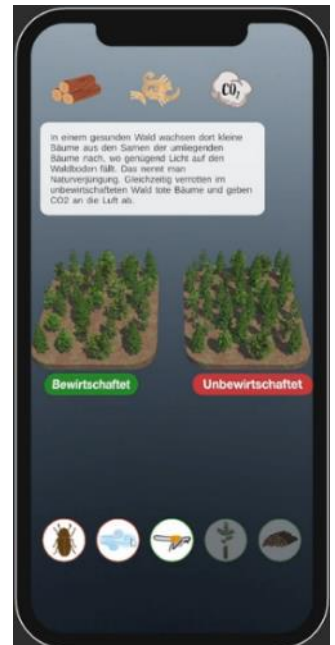 CO2
In einem gesunden Wald wachsen dort kleine
Bäume aus den Samen der umliegenden
Bäume nach, wo genügend Licht auf den
Waldboden fällt. Das nennt man
Naturverjüngung. Gleichzeitig verrotten im
unbewirtschafteten Wald tote Bäume und geben
CO2 an die Luft ab.
Bewirtschaftet
Unbewirtschaftet